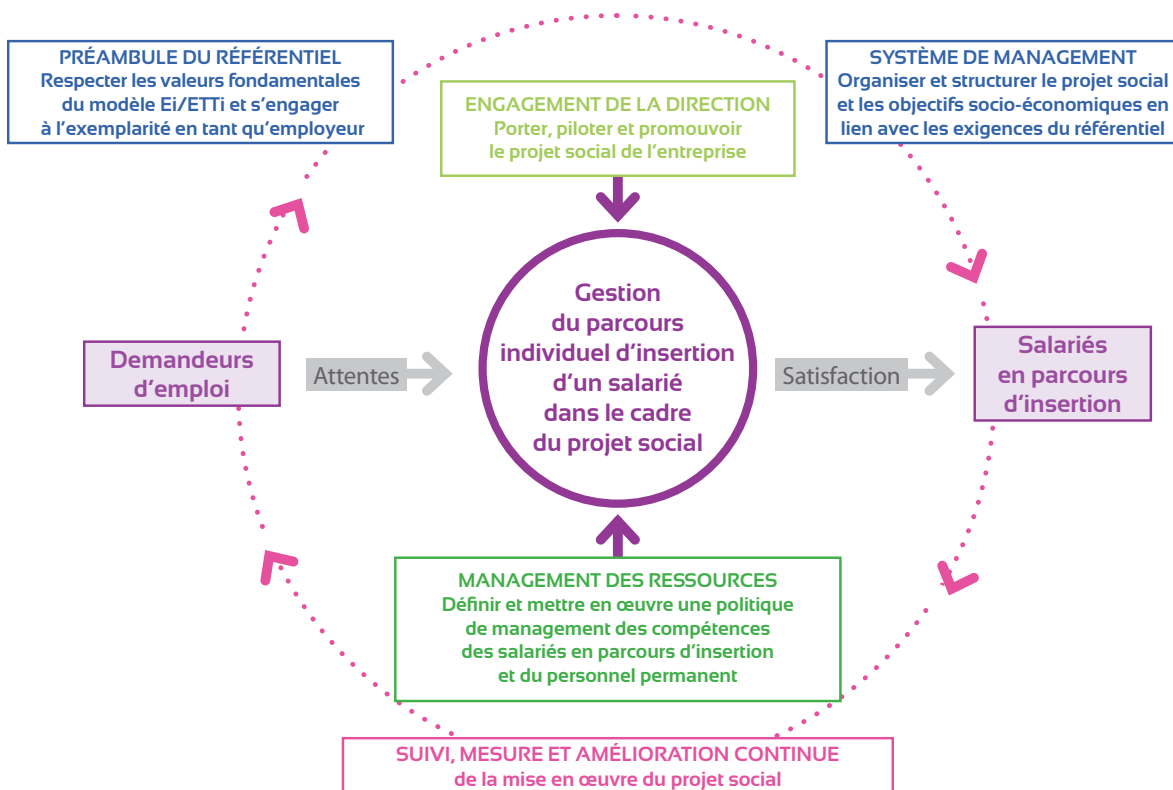 PRÉAMBULE DU RÉFÉRENTIEL
Respecter les valeurs fondamentales
du modèle Ei/ETTi et s’engager
à l’exemplarité en tant qu’employeur
ENGAGEMENT DE LA DIRECTION
Porter, piloter et promouvoir
le projet social de l’entreprise
SYSTÈME DE MANAGEMENT
Organiser et structurer le projet social
et les objectifs socio-économiques en
lien avec les exigences du référentiel
Demandeurs
d’emploi
Attentes
Gestion
du parcours
individuel d’insertion
d’un salarié
dans le cadre
du projet social
Satisfaction
Salariés
en parcours
d’insertion
MANAGEMENT DES RESSOURCES
Définir et mettre en œuvre une politique
de management des compétences
des salariés en parcours d’insertion
et du personnel permanent
SUIVI, MESURE ET AMÉLIORATION CONTINUE
de la mise en œuvre du projet social